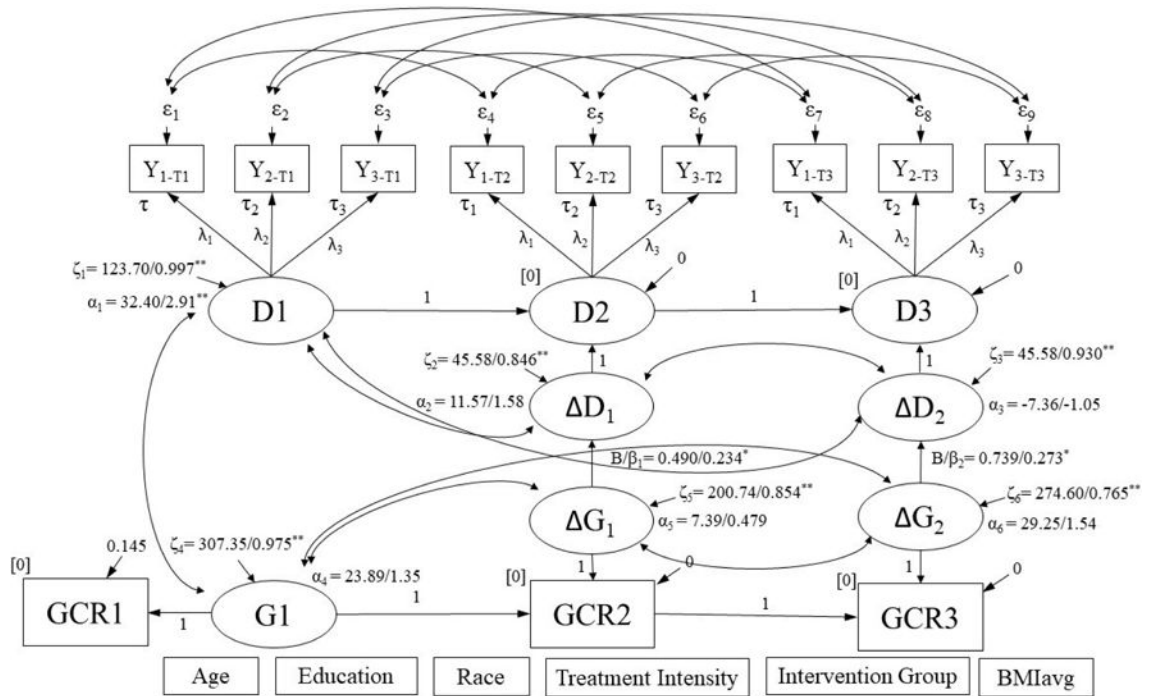 ε₁ ε₂ ε₃ ε₄ ε₅ ε₆ ε₇ ε₈ ε₉
Y₁₋T1 Y₂₋T1 Y₃₋T1 Y₁₋T2 Y₂₋T2 Y₃₋T2 Y₁₋T3 Y₂₋T3 Y₃₋T3
τ τ₂ τ₃ τ₁ τ₂ τ₃ τ₁ τ₂ τ₃
λ₁ λ₂ λ₃ λ₁ λ₂ λ₃ λ₁ λ₂ λ₃
ζ₁= 123.70/0.997** [0] 0 [0] 0
α₁ = 32.40/2.91**
D1 1 D2 1 D3
ζ₂= 45.58/0.846** 1 1 ζ₃= 45.58/0.930**
α₂ = 11.57/1.58 ΔD₁ ΔD₂ α₃ = -7.36/-1.05
B/β₁= 0.490/0.234* B/β₂= 0.739/0.273*
ζ₅= 200.74/0.854** ζ₆= 274.60/0.765**
ΔG₁ α₅ = 7.39/0.479 ΔG₂ α₆ = 29.25/1.54
0.145 ζ₄= 307.35/0.975**
[0] α₄ = 23.89/1.35 [0] 1 0 [0] 1 0
GCR1 1 G1 1 GCR2 1 GCR3
Age Education Race Treatment Intensity Intervention Group BMIavg